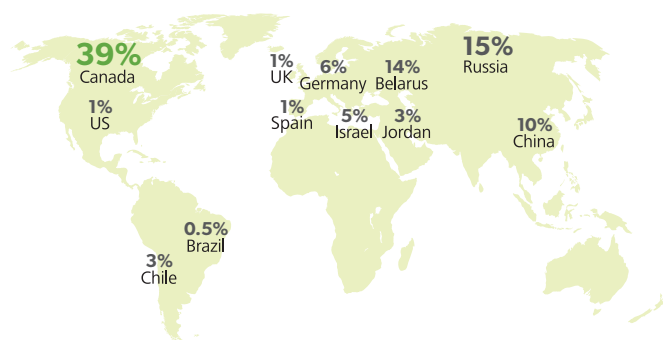 39%
Canada
1%
US
1%
UK
6%
Germany
14%
Belarus
15%
Russia
1%
Spain
5%
Israel
3%
Jordan
10%
China
0.5%
Brazil
3%
Chile